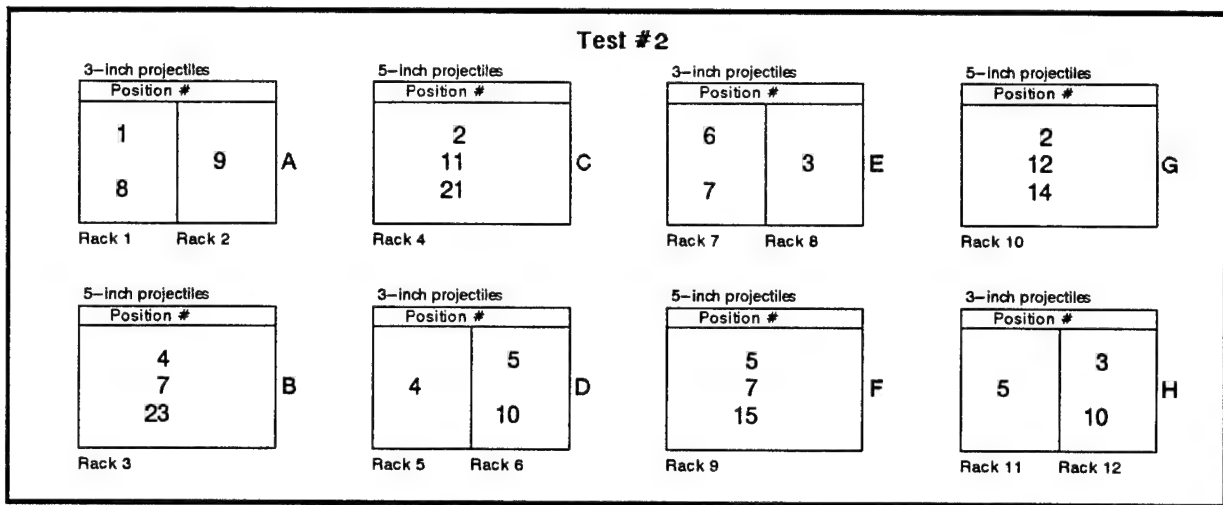 Test #2
3-inch projectiles
Position #
1
8
9
A
Rack 1 Rack 2
5-inch projectiles
Position #
2
11
21
C
Rack 4
3-inch projectiles
Position #
6
7
3
E
Rack 7 Rack 8
5-inch projectiles
Position #
2
12
14
G
Rack 10
5-inch projectiles
Position #
4
7
23
B
Rack 3
3-inch projectiles
Position #
4
5
10
D
Rack 5 Rack 6
5-inch projectiles
Position #
5
7
15
F
Rack 9
3-inch projectiles
Position #
5
3
10
H
Rack 11 Rack 12